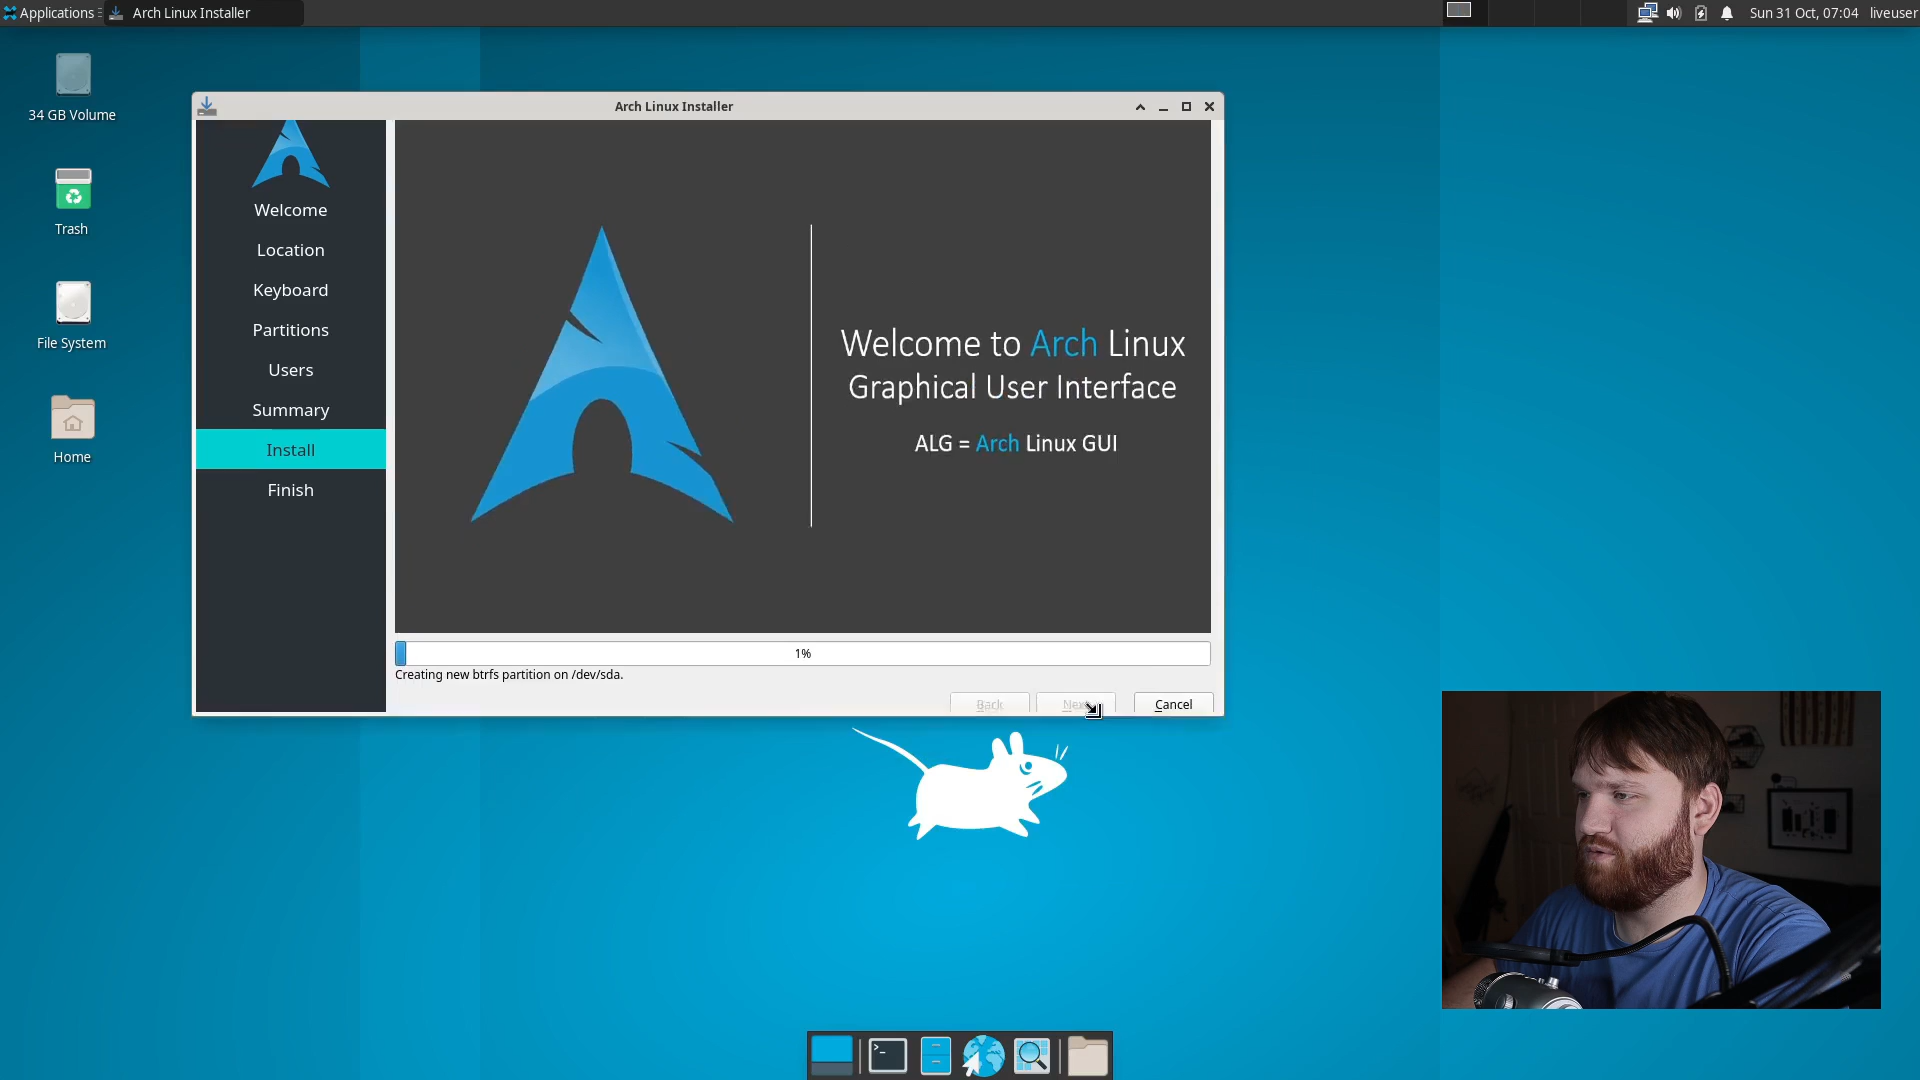 Applications
Arch Linux Installer
Sun 31 Oct, 07:04
liveuser
34 GB Volume
Trash
File System
Home
Arch Linux Installer
Welcome
Location
Keyboard
Partitions
Users
Summary
Install
Finish
Welcome to Arch Linux
Graphical User Interface
ALG = Arch Linux GUI
1%
Creating new btrfs partition on /dev/sda.
Back
Cancel